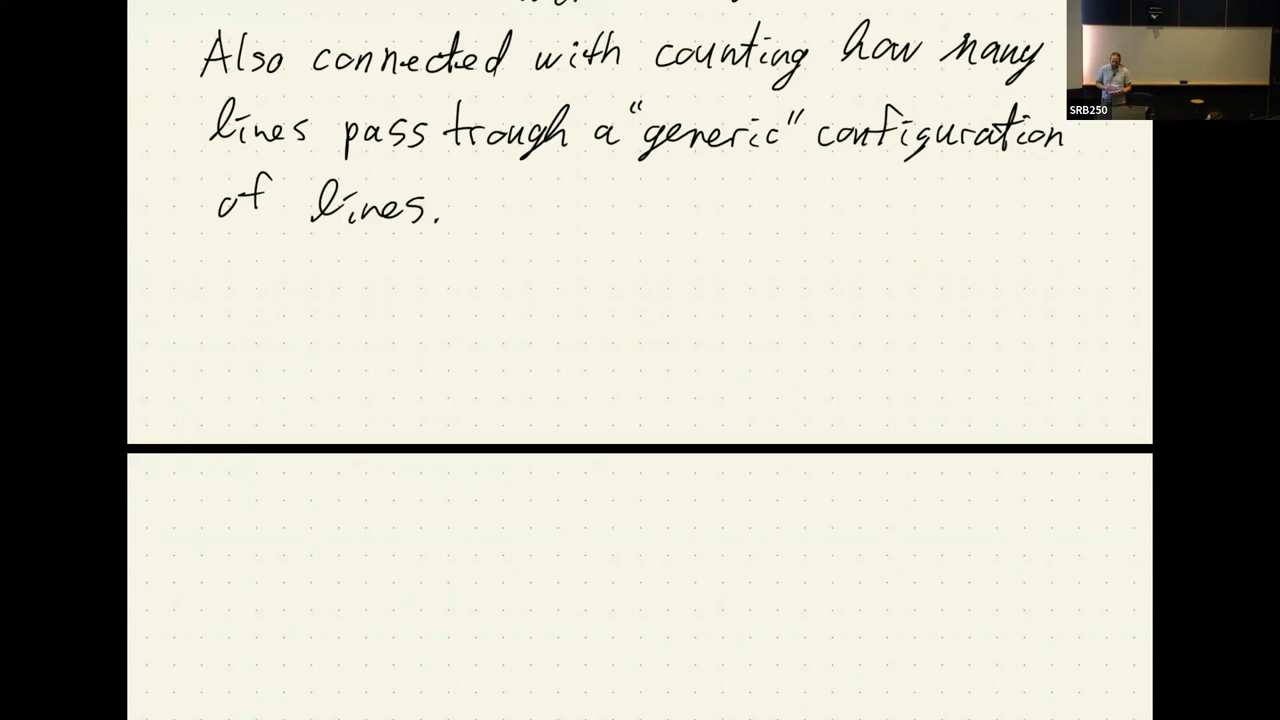 Also connected with counting how many
lines pass trough a "generic" configuration
of lines.
SRB250